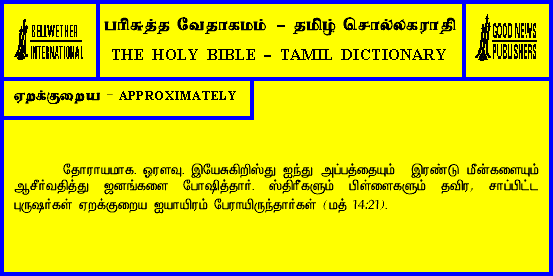 BELLWETHER
INTERNATIONAL
பரிசுத்த வேதாகமம் - தமிழ் சொல்லகராதி
THE HOLY BIBLE - TAMIL DICTIONARY
GOOD NEWS
PUBLISHERS
ஏறக்குறைய - APPROXIMATELY
தோராயமாக. ஓரளவு. இயேசுகிறிஸ்து ஐந்து அப்பத்தையும் இரண்டு மீன்களையும்
ஆசீர்வதித்து ஜனங்களை போஷித்தார். ஸ்திரீகளும் பிள்ளைகளும் தவிர, சாப்பிட்ட
புருஷர்கள் ஏறக்குறைய ஐயாயிரம் பேராயிருந்தார்கள் (மத் 14:21).